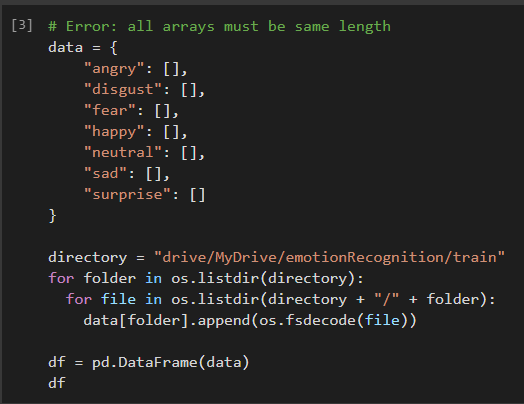 [3] # Error: all arrays must be same length
data = {
    "angry": [],
    "disgust": [],
    "fear": [],
    "happy": [],
    "neutral": [],
    "sad": [],
    "surprise": []
}

directory = "drive/MyDrive/emotionRecognition/train"
for folder in os.listdir(directory):
  for file in os.listdir(directory + "/" + folder):
    data[folder].append(os.fsdecode(file))

df = pd.DataFrame(data)
df